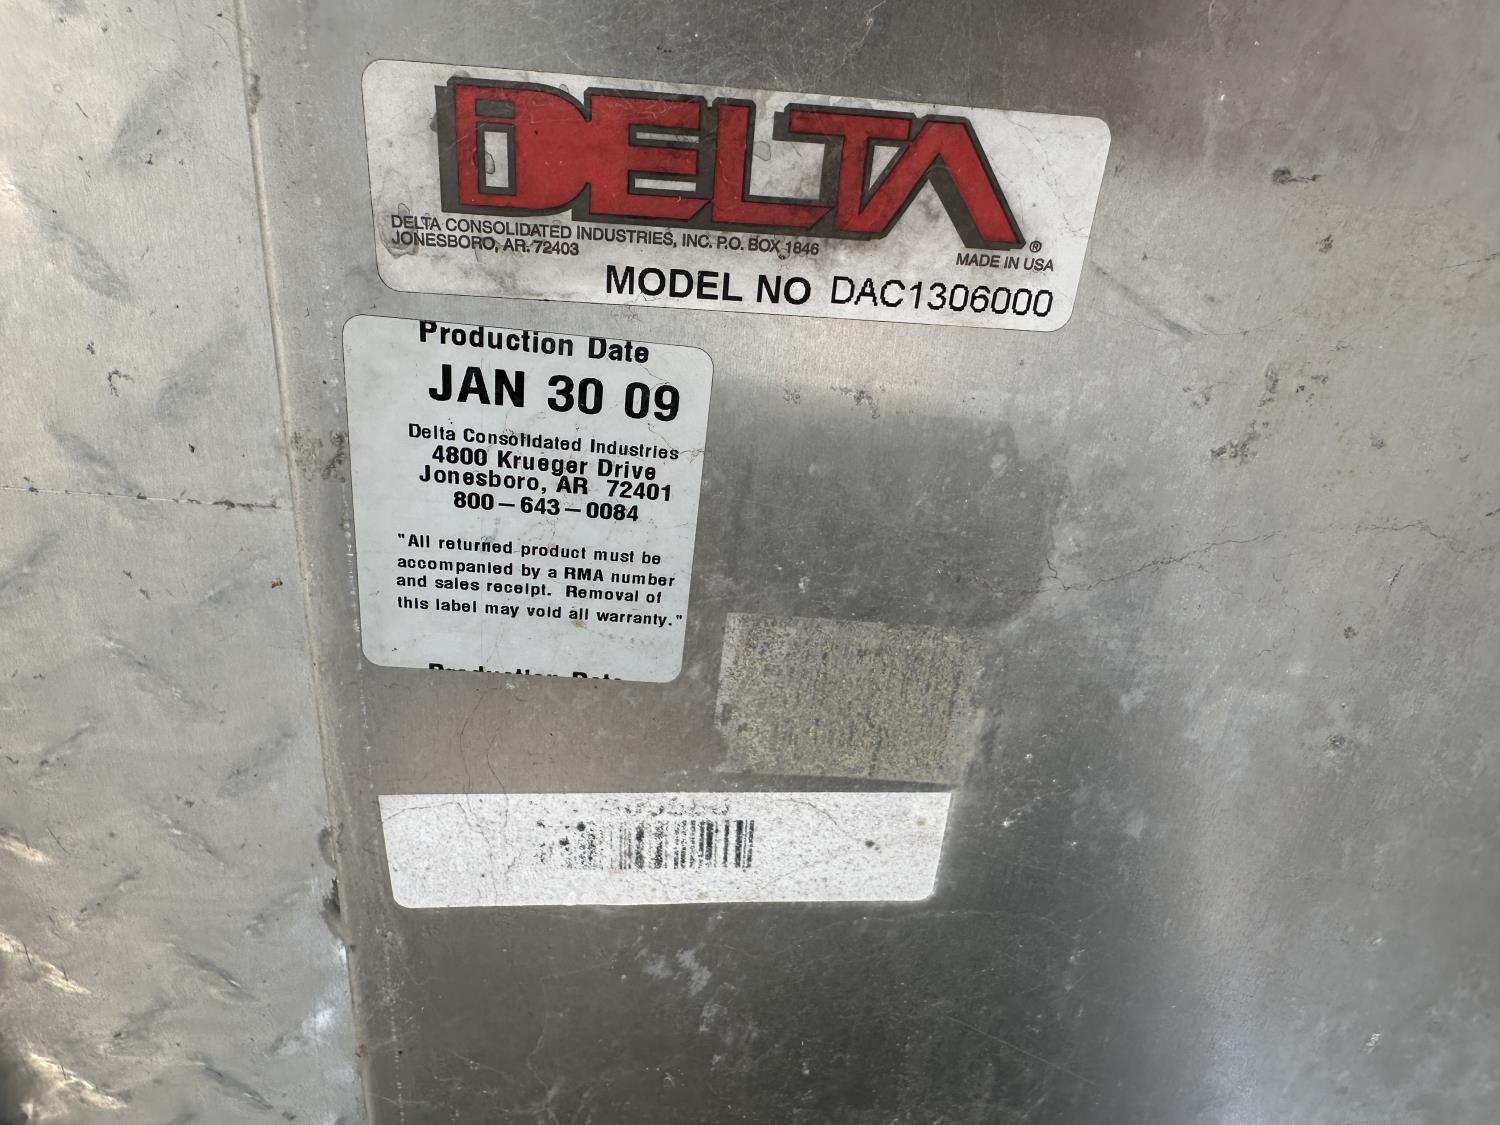 DELTA®
DELTA CONSOLIDATED INDUSTRIES, INC. P.O. BOX 1846
JONESBORO, AR. 72403
MADE IN USA
MODEL NO DAC1306000
Production Date
JAN 30 09
Delta Consolidated Industries
4800 Krueger Drive
Jonesboro, AR 72401
800-643-0084
"All returned product must be
accompanied by a RMA number
and sales receipt. Removal of
this label may void all warranty."
Production Date